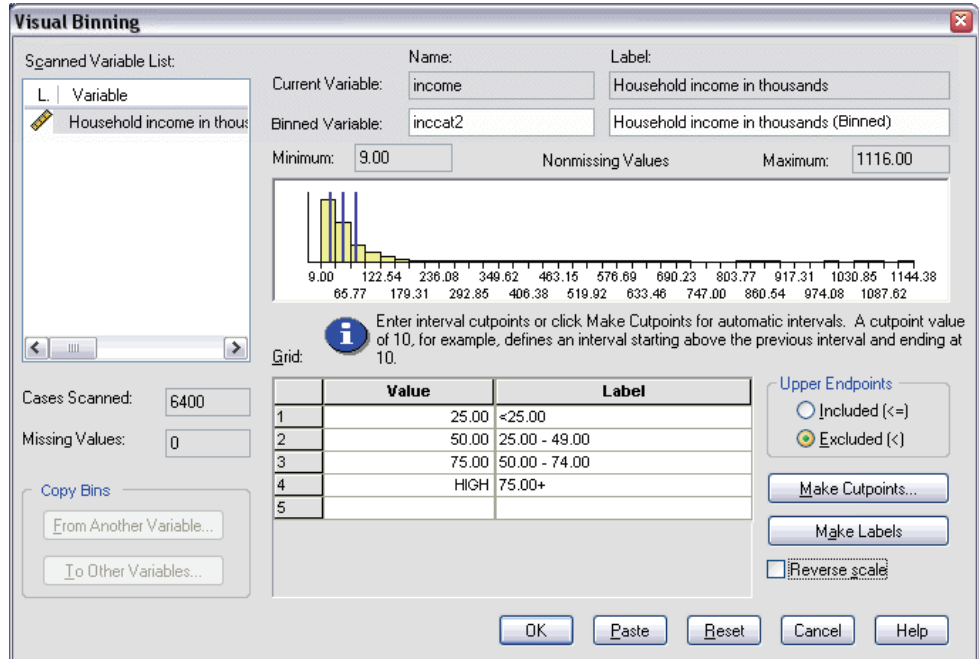 Visual Binning
Scanned Variable List:
L. Variable
Household income in thous
Name: Label:
Current Variable: income Household income in thousands
Binned Variable: inccat2 Household income in thousands (Binned)
Minimum: 9.00 Nonmissing Values Maximum: 1116.00
9.00 122.54 236.08 349.62 463.15 576.69 690.23 803.77 917.31 1030.85 1144.38
65.77 179.31 292.85 406.38 519.92 633.46 747.00 860.54 974.08 1087.62
Enter interval cutpoints or click Make Cutpoints for automatic intervals. A cutpoint value
of 10, for example, defines an interval starting above the previous interval and ending at
10.
Grid:
Value Label
1 25.00 <25.00
2 50.00 25.00 - 49.00
3 75.00 50.00 - 74.00
4 HIGH 75.00+
5
Upper Endpoints
Included (<=)
Excluded (<)
Make Cutpoints...
Make Labels
Reverse scale
Cases Scanned: 6400
Missing Values: 0
Copy Bins
From Another Variable...
To Other Variables...
OK Paste Reset Cancel Help